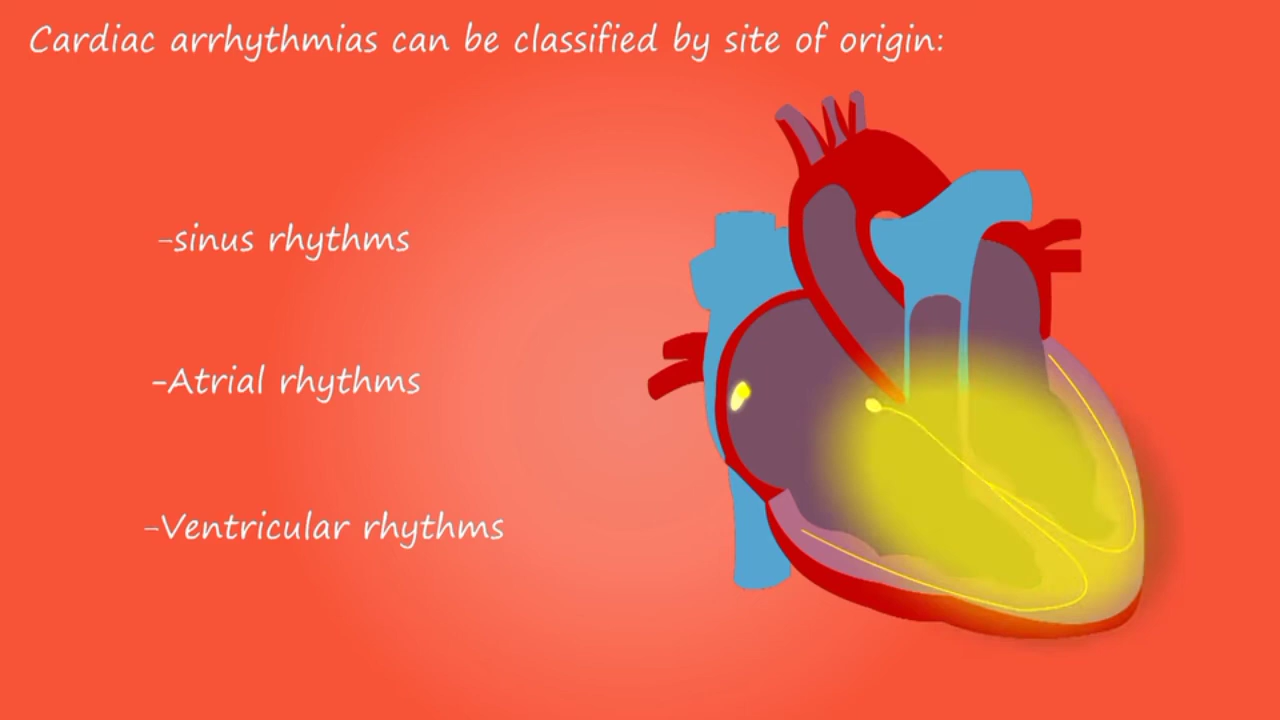 Cardiac arrhythmias can be classified by site of origin:
-sinus rhythms
-Atrial rhythms
-Ventricular rhythms